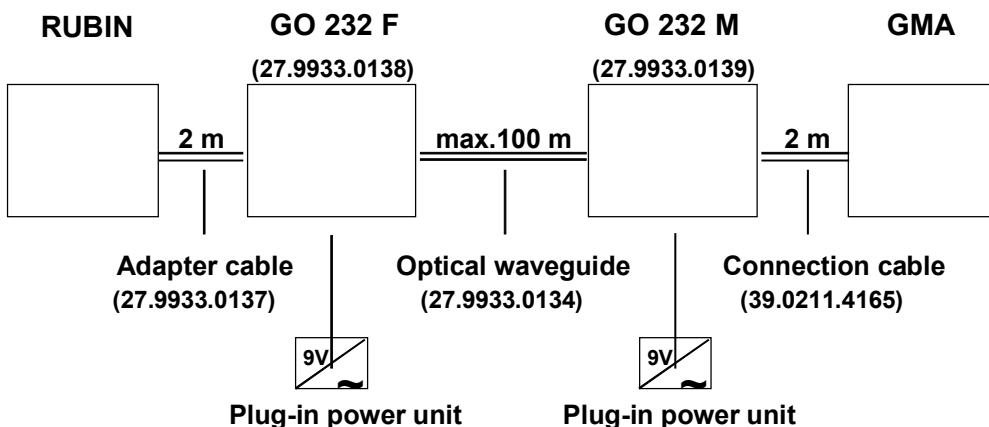 RUBIN
GO 232 F
GO 232 M
GMA
(27.9933.0138)
(27.9933.0139)
2 m
max.100 m
2 m
Adapter cable
Optical waveguide
Connection cable
(27.9933.0137)
(27.9933.0134)
(39.0211.4165)
9V
~
9V
~
Plug-in power unit
Plug-in power unit